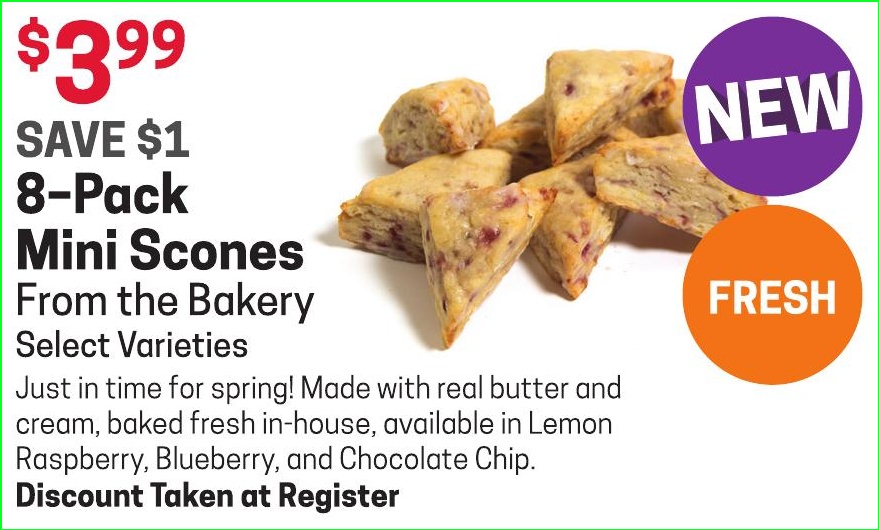 $3.99
SAVE $1
8-Pack
Mini Scones
From the Bakery
Select Varieties
Just in time for spring! Made with real butter and
cream, baked fresh in-house, available in Lemon
Raspberry, Blueberry, and Chocolate Chip.
Discount Taken at Register
NEW
FRESH